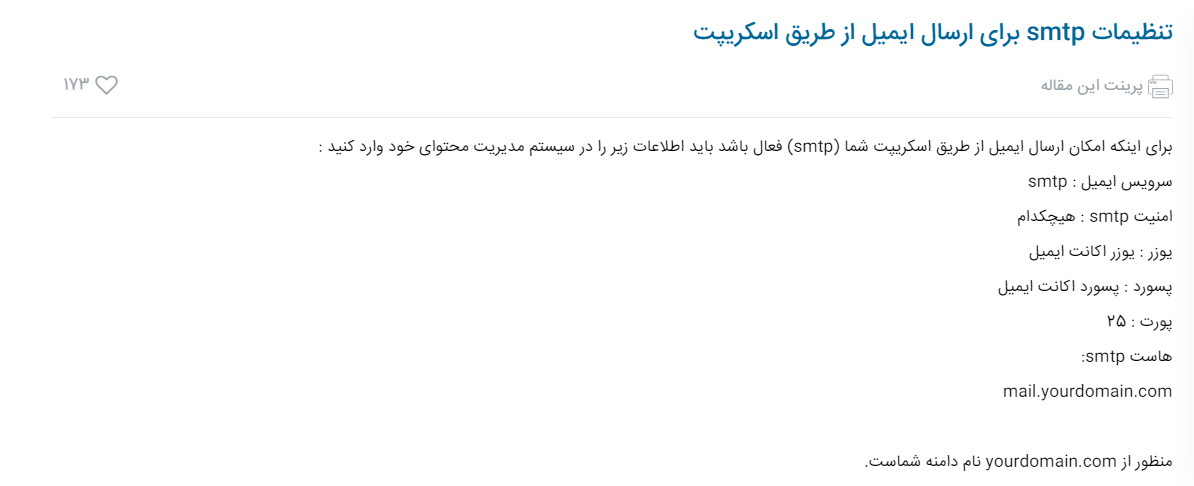 تنظیمات smtp برای ارسال ایمیل از طریق اسکریپت
پرینت این مقاله
۱۷۳
برای اینکه امکان ارسال ایمیل از طریق اسکریپت شما (smtp) فعال باشد باید اطلاعات زیر را در سیستم مدیریت محتوای خود وارد کنید :
سرویس ایمیل : smtp
امنیت smtp : هیچکدام
یوزر : یوزر اکانت ایمیل
پسورد : پسورد اکانت ایمیل
پورت : ۲۵
هاست smtp:
mail.yourdomain.com
منظور از yourdomain.com نام دامنه شماست.